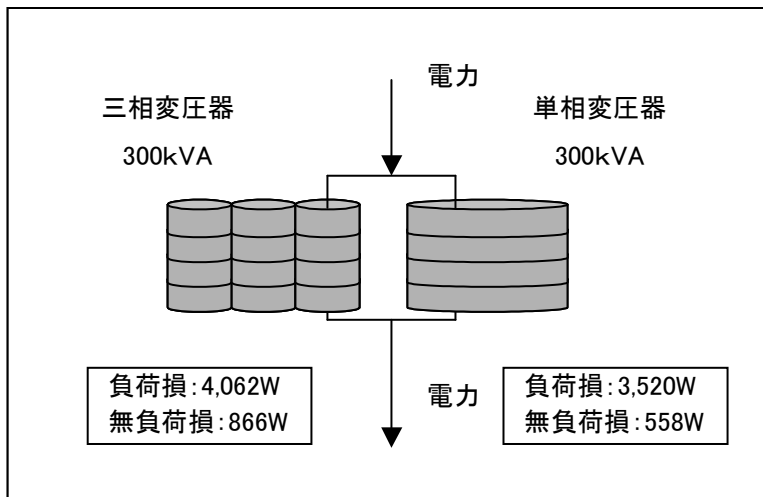 電力
三相変圧器
300kVA
単相変圧器
300kVA
負荷損:4,062W
無負荷損:866W
電力
負荷損:3,520W
無負荷損:558W